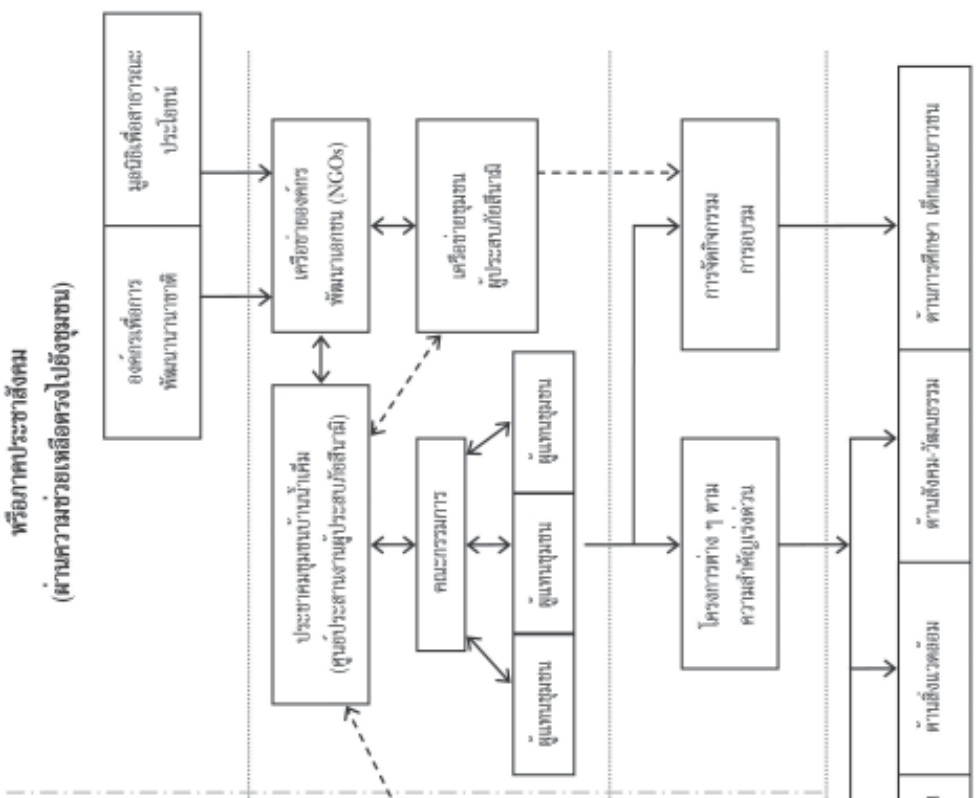 หรือภาคประชาสังคม
(ผ่านความช่วยเหลือตรงไปยังชุมชน)
องค์การเพื่อการ
พัฒนานานาชาติ
มูลนิธิเพื่อสาธารณะ
ประโยชน์
ประชาคมชุมชนบ้านน้ำเค็ม
(ศูนย์ประสานงานผู้ประสบภัยสึนามิ)
เครือข่ายองค์การ
พัฒนาเอกชน (NGOs)
คณะกรรมการ
เครือข่ายชุมชน
ผู้ประสบภัยสึนามิ
ผู้แทนชุมชน
ผู้แทนชุมชน
ผู้แทนชุมชน
โครงการต่าง ๆ ตาม
ความสำคัญเร่งด่วน
การจัดกิจกรรม
การอบรม
ด้านสิ่งแวดล้อม
ด้านสังคม-วัฒนธรรม
ด้านการศึกษา เด็กและเยาวชน